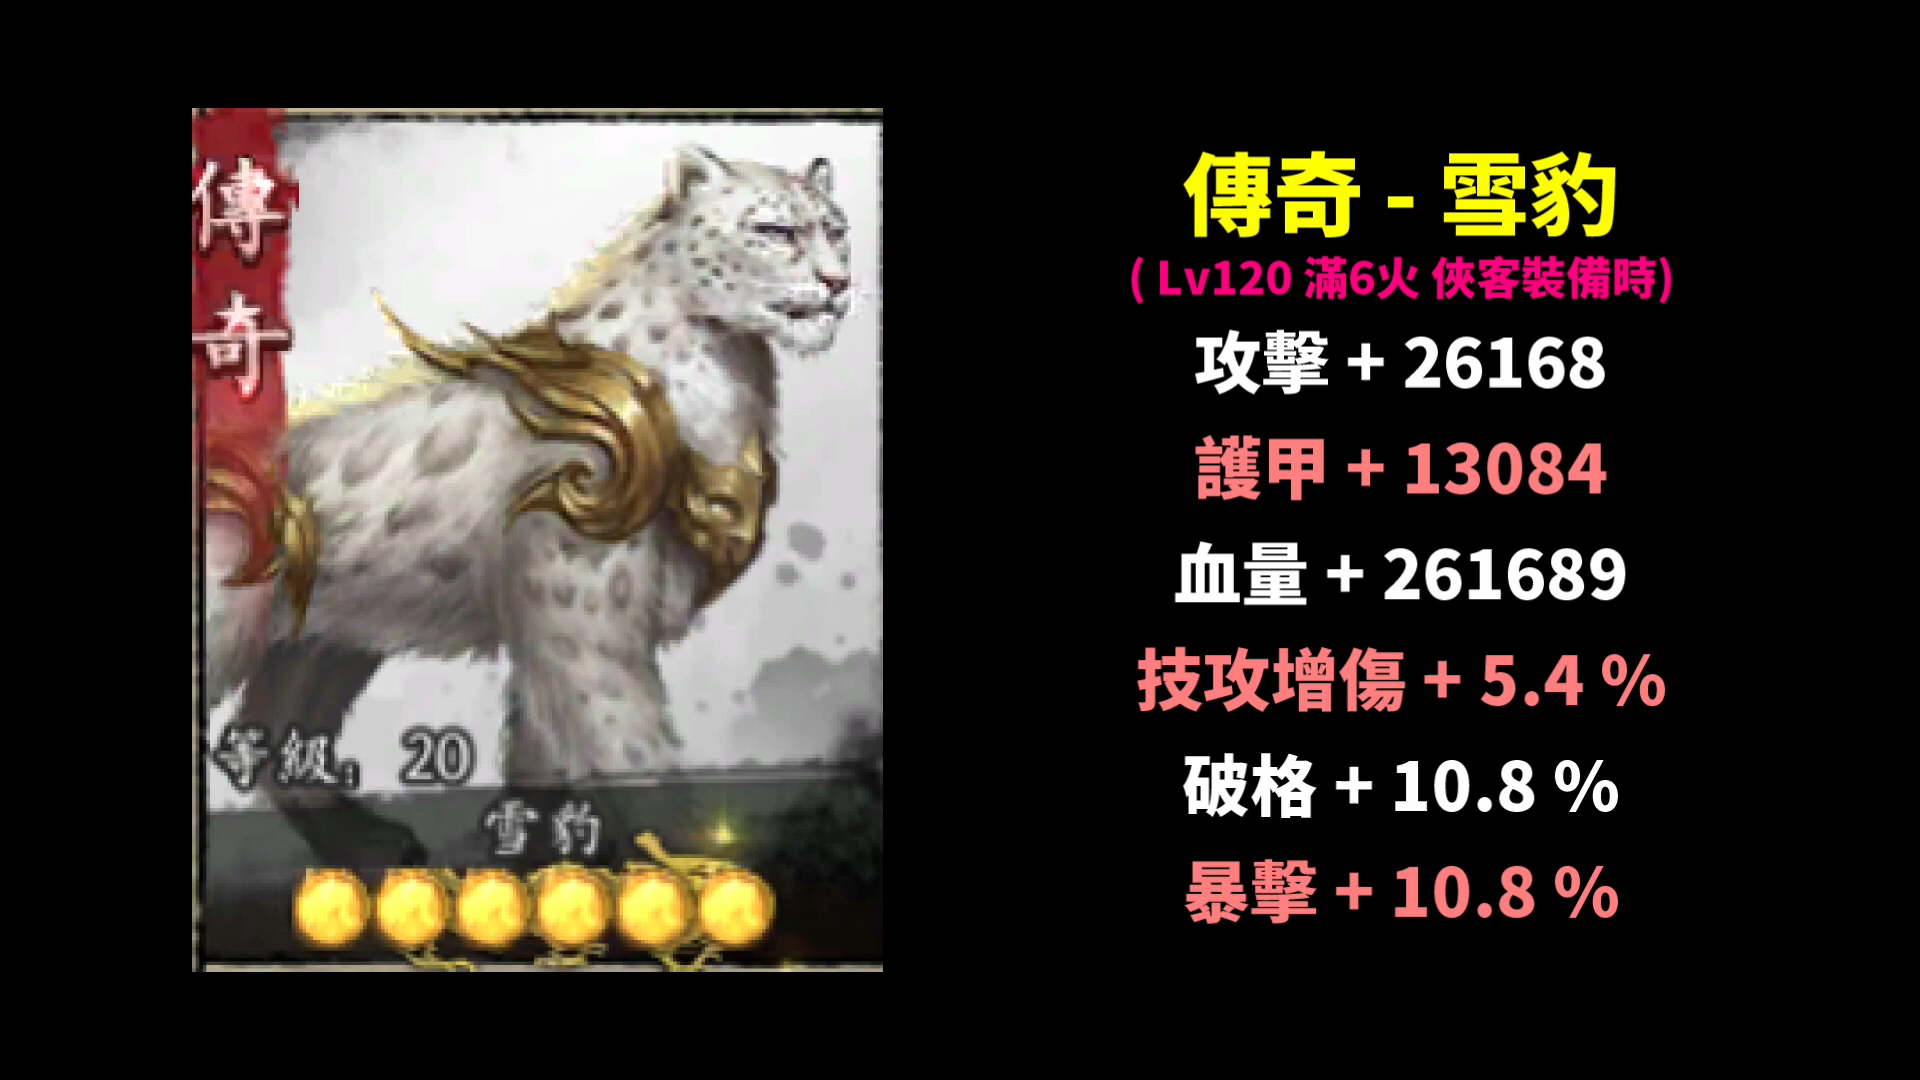 傳奇
等級：20
雪豹
傳奇 - 雪豹
( Lv120 滿6火 俠客裝備時)
攻擊 + 26168
護甲 + 13084
血量 + 261689
技攻增傷 + 5.4 %
破格 + 10.8 %
暴擊 + 10.8 %